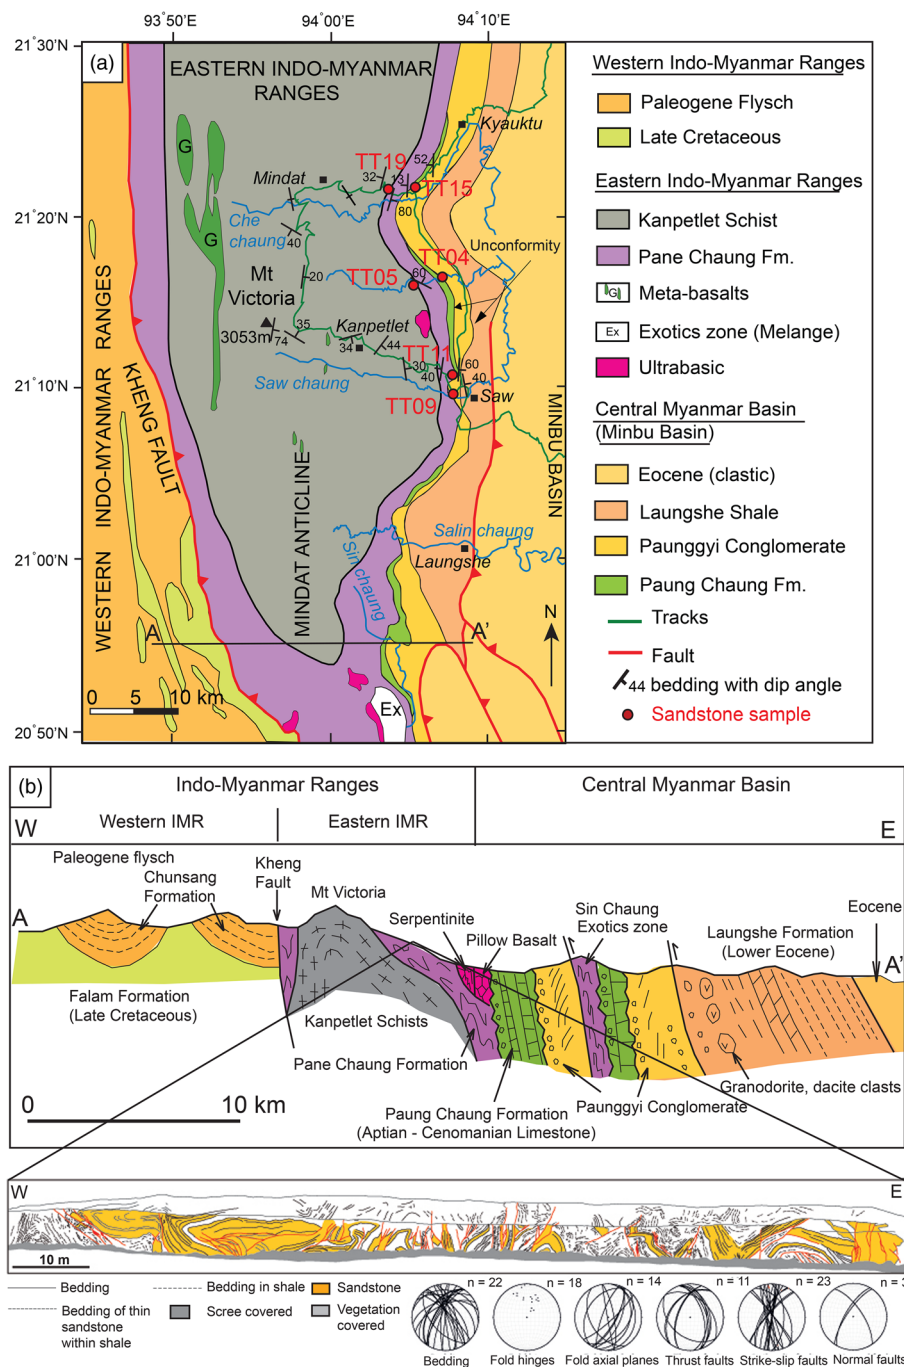 93°50'E
94°00'E
94°10'E
21°30'N
21°20'N
21°10'N
21°00'N
20°50'N
(a)
EASTERN INDO-MYANMAR
RANGES
G
G
Mindat
Che
chaung
40
Mt
Victoria
3053m
74
35
20
Kanpetlet
34
44
Saw chaung
TT19
32
13
52
TT15
80
Kyauktu
Unconformity
TT04
TT05
60
TT11
30
40
60
40
TT09
Saw
WESTERN INDO-MYANMAR RANGES
KHENG FAULT
MINDAT ANTICLINE
MINBU BASIN
Salin chaung
Sin chaung
Laungshe
A
A'
N
Ex
0 5 10 km
Western Indo-Myanmar Ranges
Paleogene Flysch
Late Cretaceous
Eastern Indo-Myanmar Ranges
Kanpetlet Schist
Pane Chaung Fm.
G
Meta-basalts
Ex
Exotics zone (Melange)
Ultrabasic
Central Myanmar Basin
(Minbu Basin)
Eocene (clastic)
Laungshe Shale
Paunggyi Conglomerate
Paung Chaung Fm.
Tracks
Fault
44 bedding with dip angle
Sandstone sample
(b)
Indo-Myanmar Ranges
Central Myanmar Basin
W
Western IMR
Eastern IMR
E
Paleogene flysch
Chunsang
Formation
Kheng
Fault
Mt Victoria
Serpentinite
Pillow Basalt
Sin Chaung
Exotics zone
Laungshe Formation
(Lower Eocene)
Eocene
A
A'
Falam Formation
(Late Cretaceous)
Kanpetlet Schists
Pane Chaung Formation
Paung Chaung Formation
(Aptian - Cenomanian Limestone)
Paunggyi Conglomerate
Granodorite, dacite clasts
0
10 km
W
E
10 m
Bedding
Bedding in shale
Sandstone
Bedding of thin
sandstone
within shale
Scree covered
Vegetation
covered
n = 22
n = 18
n = 14
n = 11
n = 23
n = 3
Bedding
Fold hinges
Fold axial planes
Thrust faults
Strike-slip faults
Normal faults